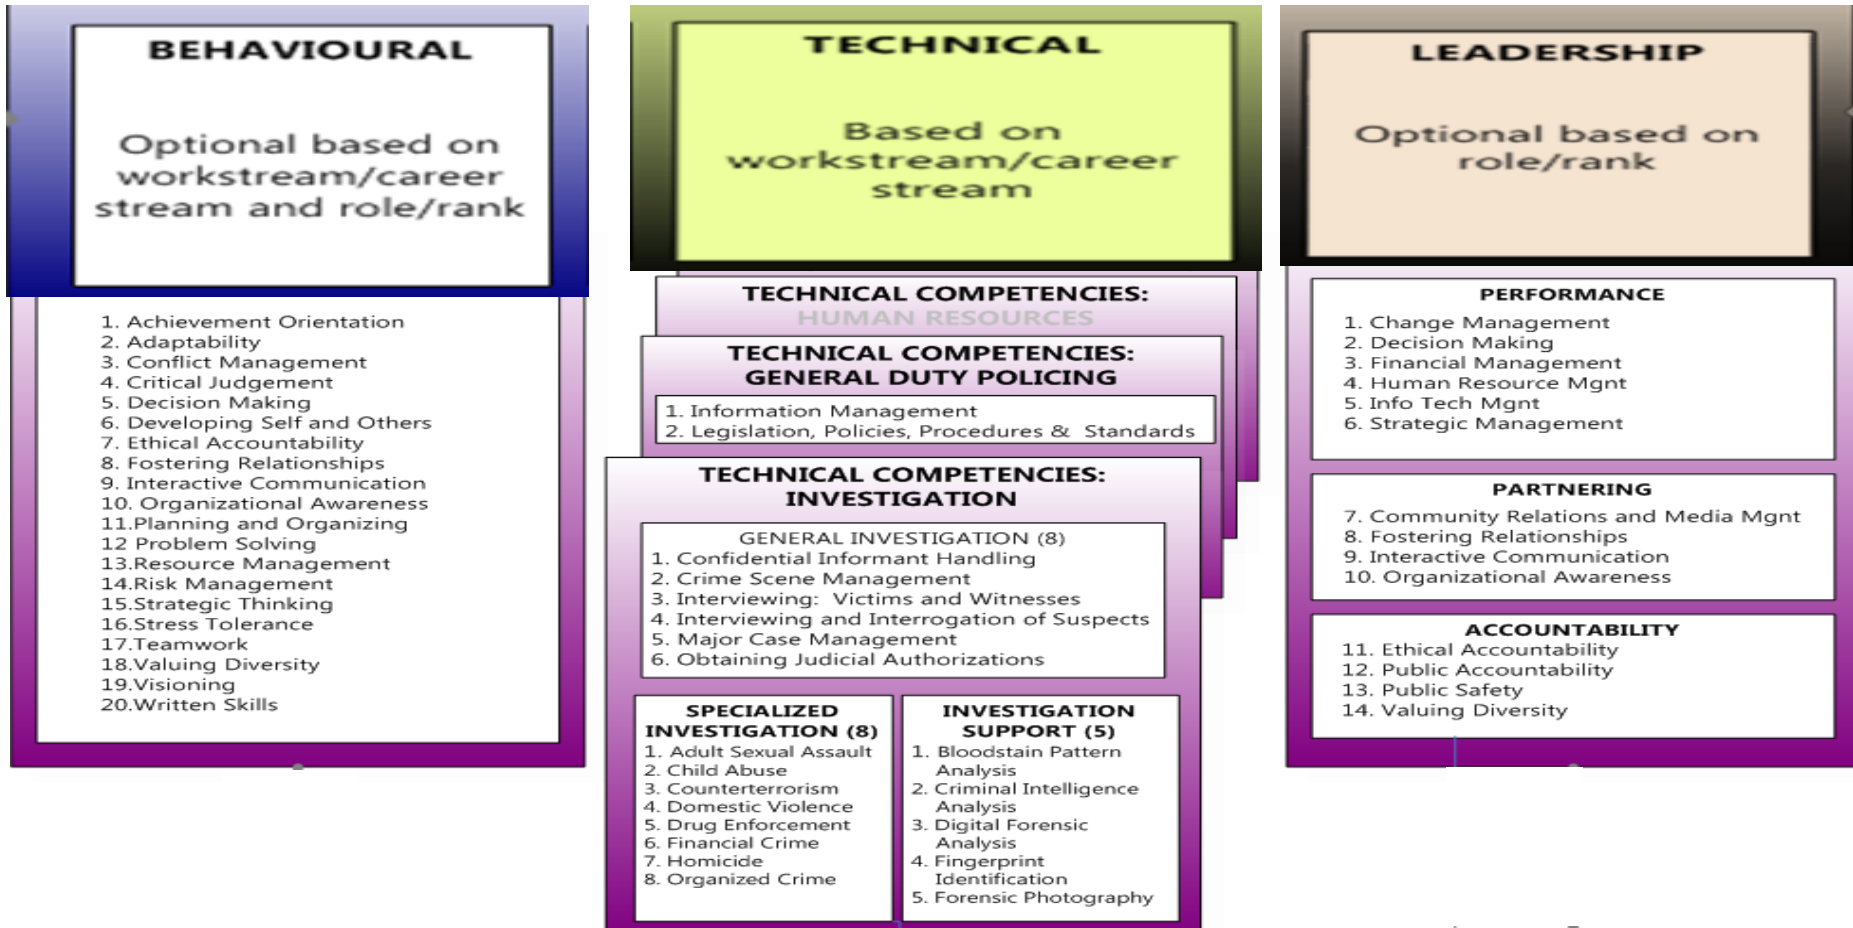 BEHAVIOURAL
Optional based on
workstream/career
stream and role/rank
1. Achievement Orientation
2. Adaptability
3. Conflict Management
4. Critical Judgement
5. Decision Making
6. Developing Self and Others
7. Ethical Accountability
8. Fostering Relationships
9. Interactive Communication
10. Organizational Awareness
11.Planning and Organizing
12 Problem Solving
13.Resource Management
14.Risk Management
15.Strategic Thinking
16.Stress Tolerance
17.Teamwork
18.Valuing Diversity
19.Visioning
20.Written Skills
TECHNICAL
Based on
workstream/career
stream
TECHNICAL COMPETENCIES:
HUMAN RESOURCES
TECHNICAL COMPETENCIES:
GENERAL DUTY POLICING
1. Information Management
2. Legislation, Policies, Procedures & Standards
TECHNICAL COMPETENCIES:
INVESTIGATION
GENERAL INVESTIGATION (8)
1. Confidential Informant Handling
2. Crime Scene Management
3. Interviewing: Victims and Witnesses
4. Interviewing and Interrogation of Suspects
5. Major Case Management
6. Obtaining Judicial Authorizations
SPECIALIZED
INVESTIGATION (8)
1. Adult Sexual Assault
2. Child Abuse
3. Counterterrorism
4. Domestic Violence
5. Drug Enforcement
6. Financial Crime
7. Homicide
8. Organized Crime
INVESTIGATION
SUPPORT (5)
1. Bloodstain Pattern
Analysis
2. Criminal Intelligence
Analysis
3. Digital Forensic
Analysis
4. Fingerprint
Identification
5. Forensic Photography
LEADERSHIP
Optional based on
role/rank
PERFORMANCE
1. Change Management
2. Decision Making
3. Financial Management
4. Human Resource Mgnt
5. Info Tech Mgnt
6. Strategic Management
PARTNERING
7. Community Relations and Media Mgnt
8. Fostering Relationships
9. Interactive Communication
10. Organizational Awareness
ACCOUNTABILITY
11. Ethical Accountability
12. Public Accountability
13. Public Safety
14. Valuing Diversity